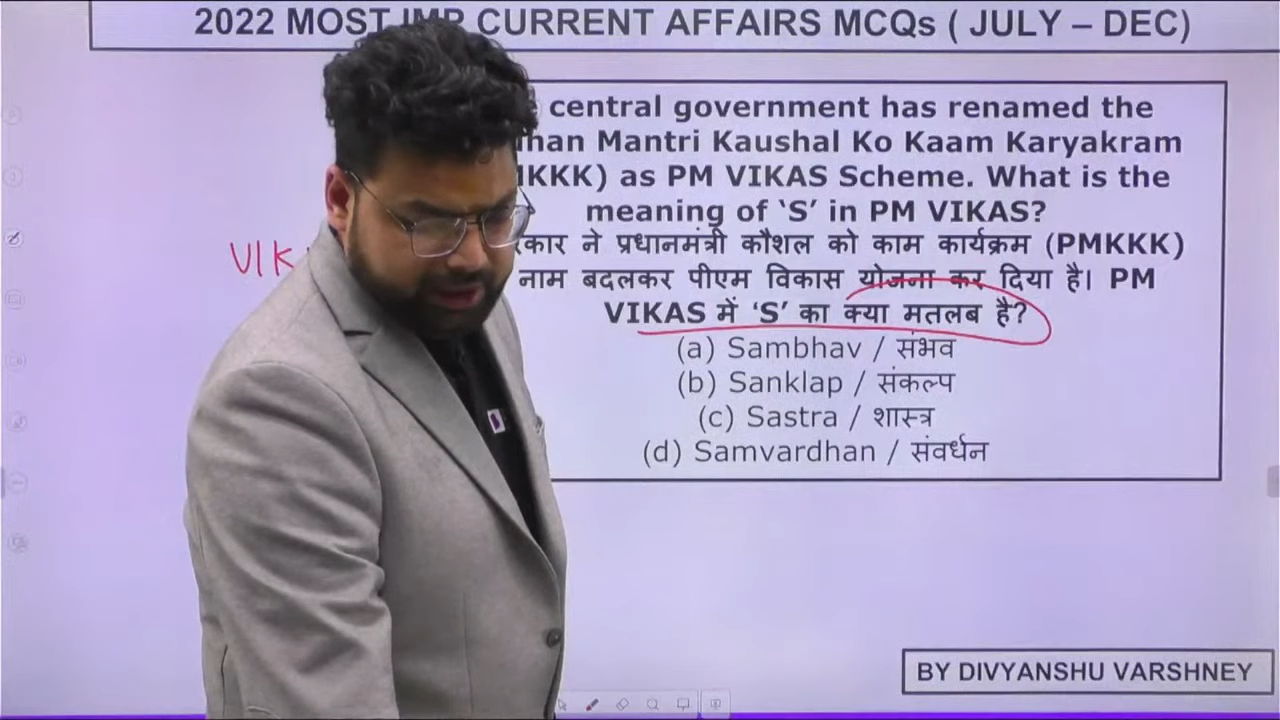 2022 MOST IMP CURRENT AFFAIRS MCQs ( JULY – DEC)
central government has renamed the
Mantri Kaushal Ko Kaam Karyakram
as PM VIKAS Scheme. What is the
meaning of ‘S’ in PM VIKAS?
ने प्रधानमंत्री कौशल को काम कार्यक्रम (PMKKK)
नाम बदलकर पीएम विकास योजना कर दिया है। PM
VIKAS में ‘S’ का क्या मतलब है?
(a) Sambhav / संभव
(b) Sanklap / संकल्प
(c) Sastra / शास्त्र
(d) Samvardhan / संवर्धन
BY DIVYANSHU VARSHNEY